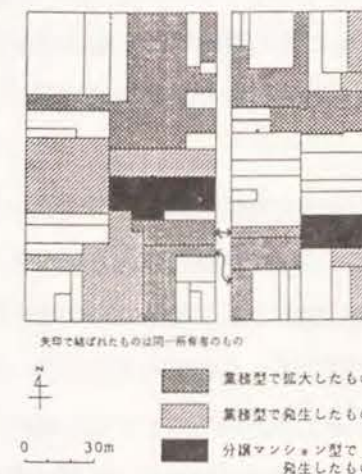 矢印で結ばれたものは同一所有者のもの
N
0 30m
業務型で拡大したもの
業務型で発生したもの
分譲マンション型で
発生したもの